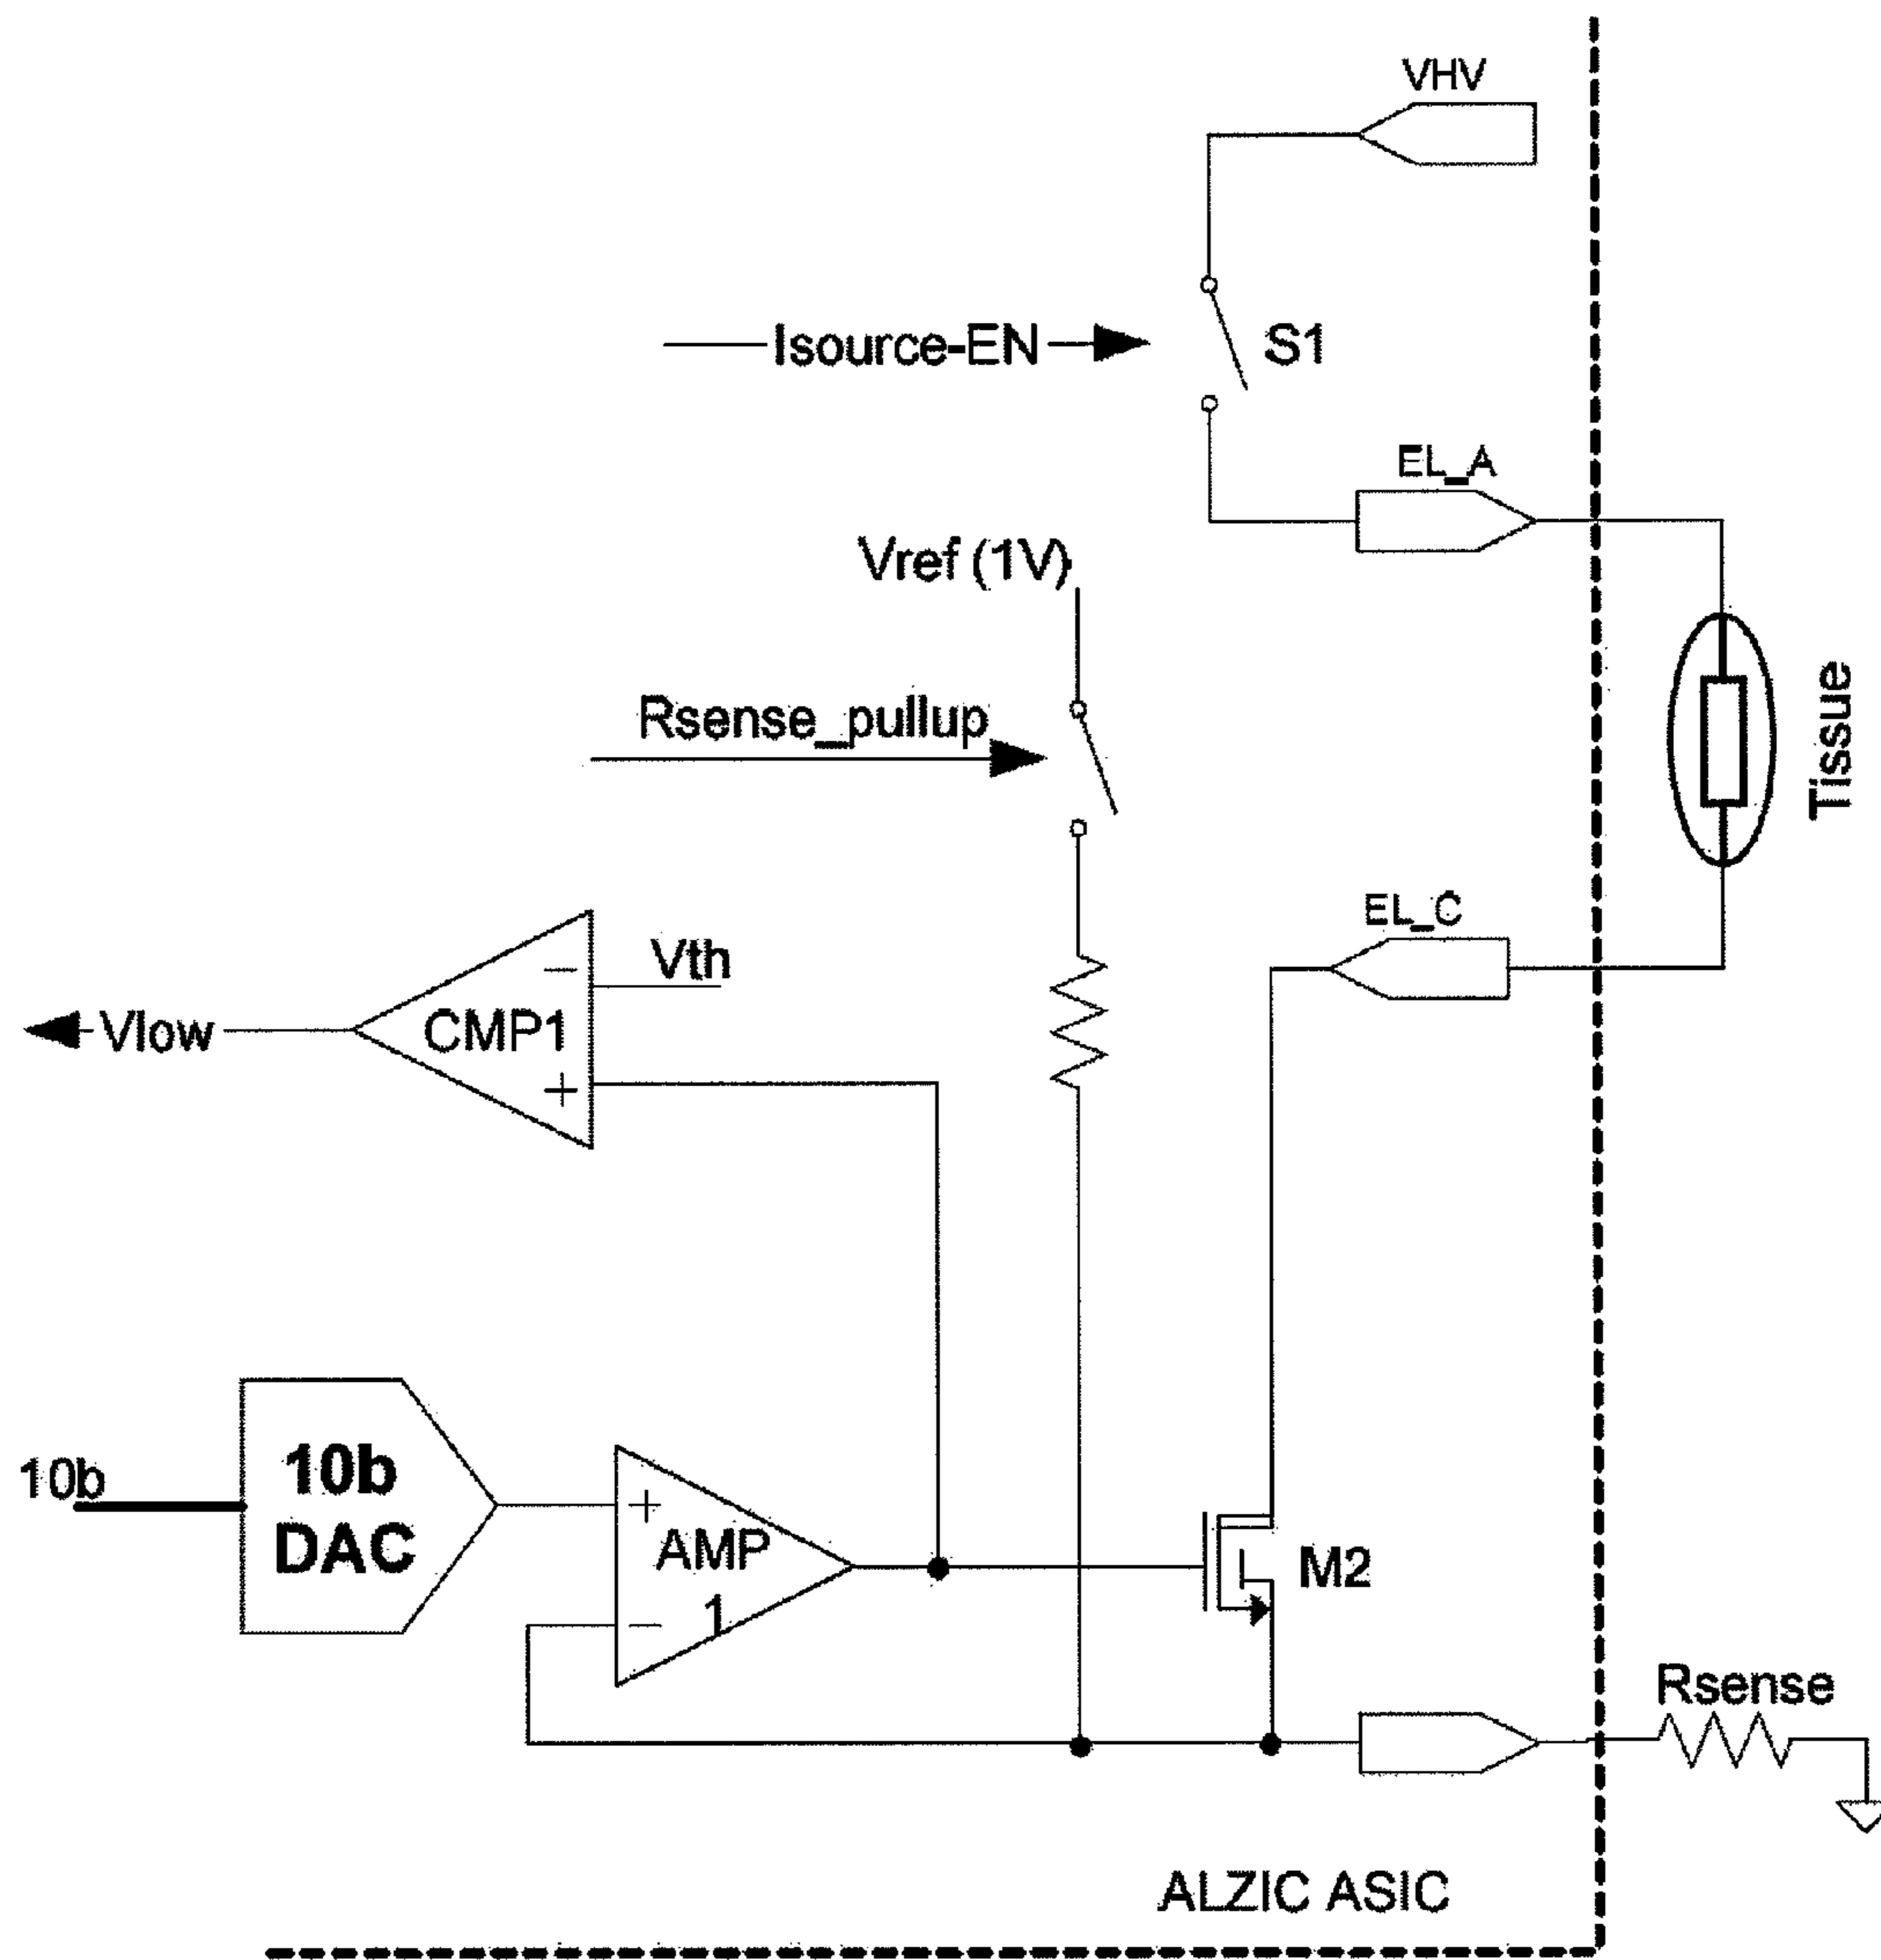 VHV
Isource-EN
S1
EL_A
Vref (1V)
Rsense_pullup
Tissue
EL_C
Vth
−
CMP1
Vlow
+
10b
10b
DAC
+
AMP
1
−
M2
Rsense
ALZIC ASIC